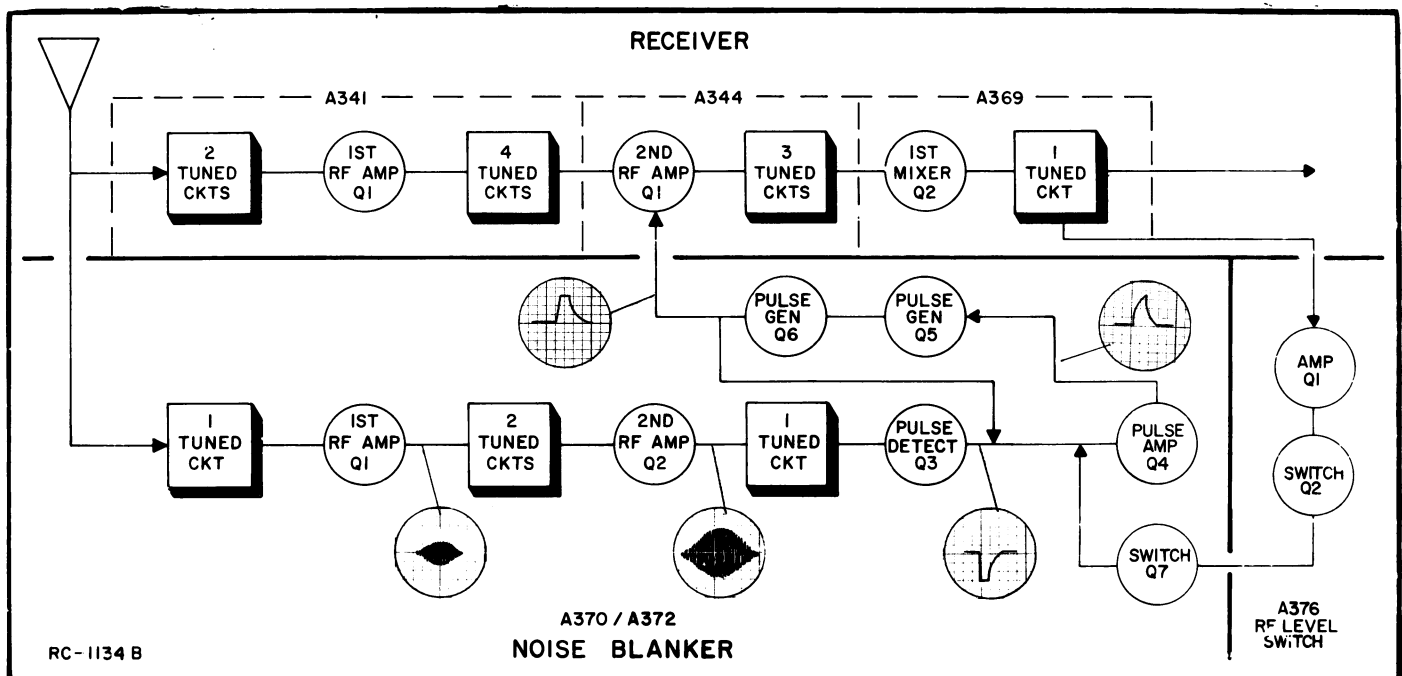 RECEIVER
A341
A344
A369
2
TUNED
CKTS
1ST
RF AMP
Q1
4
TUNED
CKTS
2ND
RF AMP
Q1
3
TUNED
CKTS
1ST
MIXER
Q2
1
TUNED
CKT
PULSE
GEN
Q6
PULSE
GEN
Q5
AMP
Q1
1
TUNED
CKT
1ST
RF AMP
Q1
2
TUNED
CKTS
2ND
RF AMP
Q2
1
TUNED
CKT
PULSE
DETECT
Q3
PULSE
AMP
Q4
SWITCH
Q2
SWITCH
Q7
A370 / A372
NOISE BLANKER
A376
RF LEVEL
SWITCH
RC-1134 B